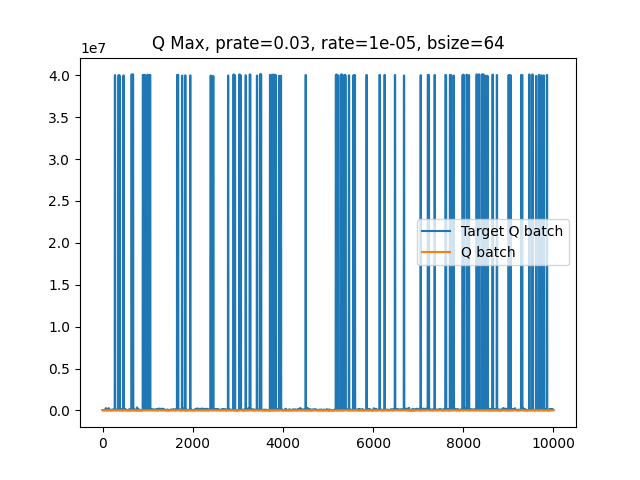 Q Max, prate=0.03, rate=1e-05, bsize=64
1e7
4.0
3.5
3.0
2.5
2.0
1.5
1.0
0.5
0.0
Target Q batch
Q batch
0 2000 4000 6000 8000 10000